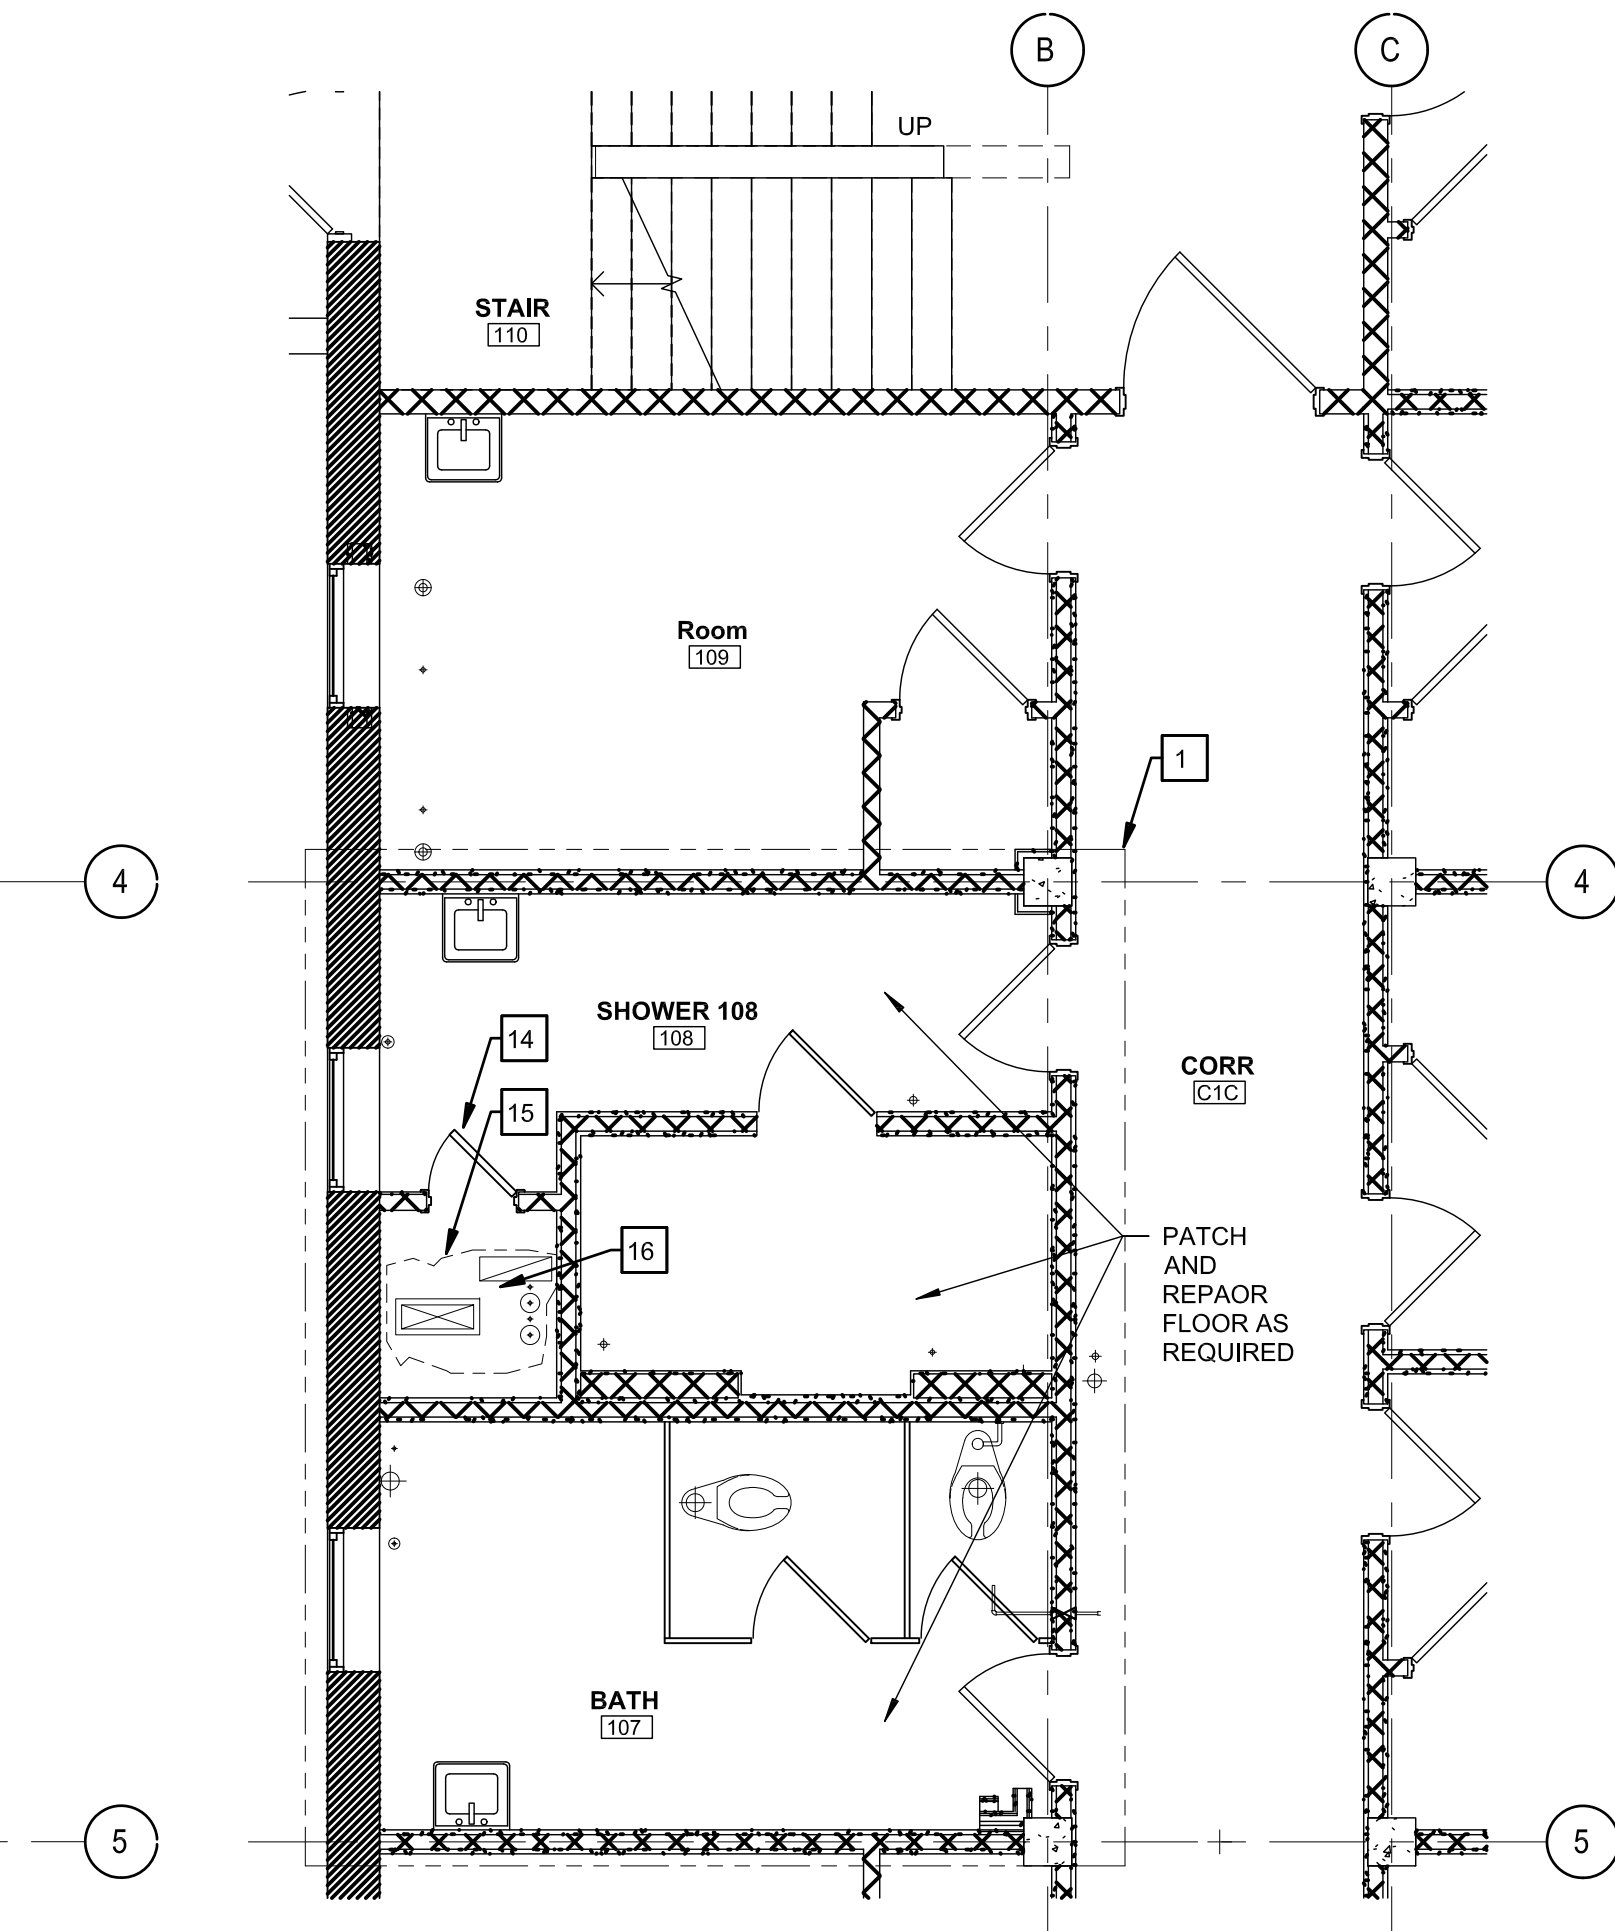 B
C
UP
STAIR
110
Room
109
1
4
4
SHOWER 108
108
14
CORR
C1C
15
16
PATCH
AND
REPAOR
FLOOR AS
REQUIRED
BATH
107
5
5